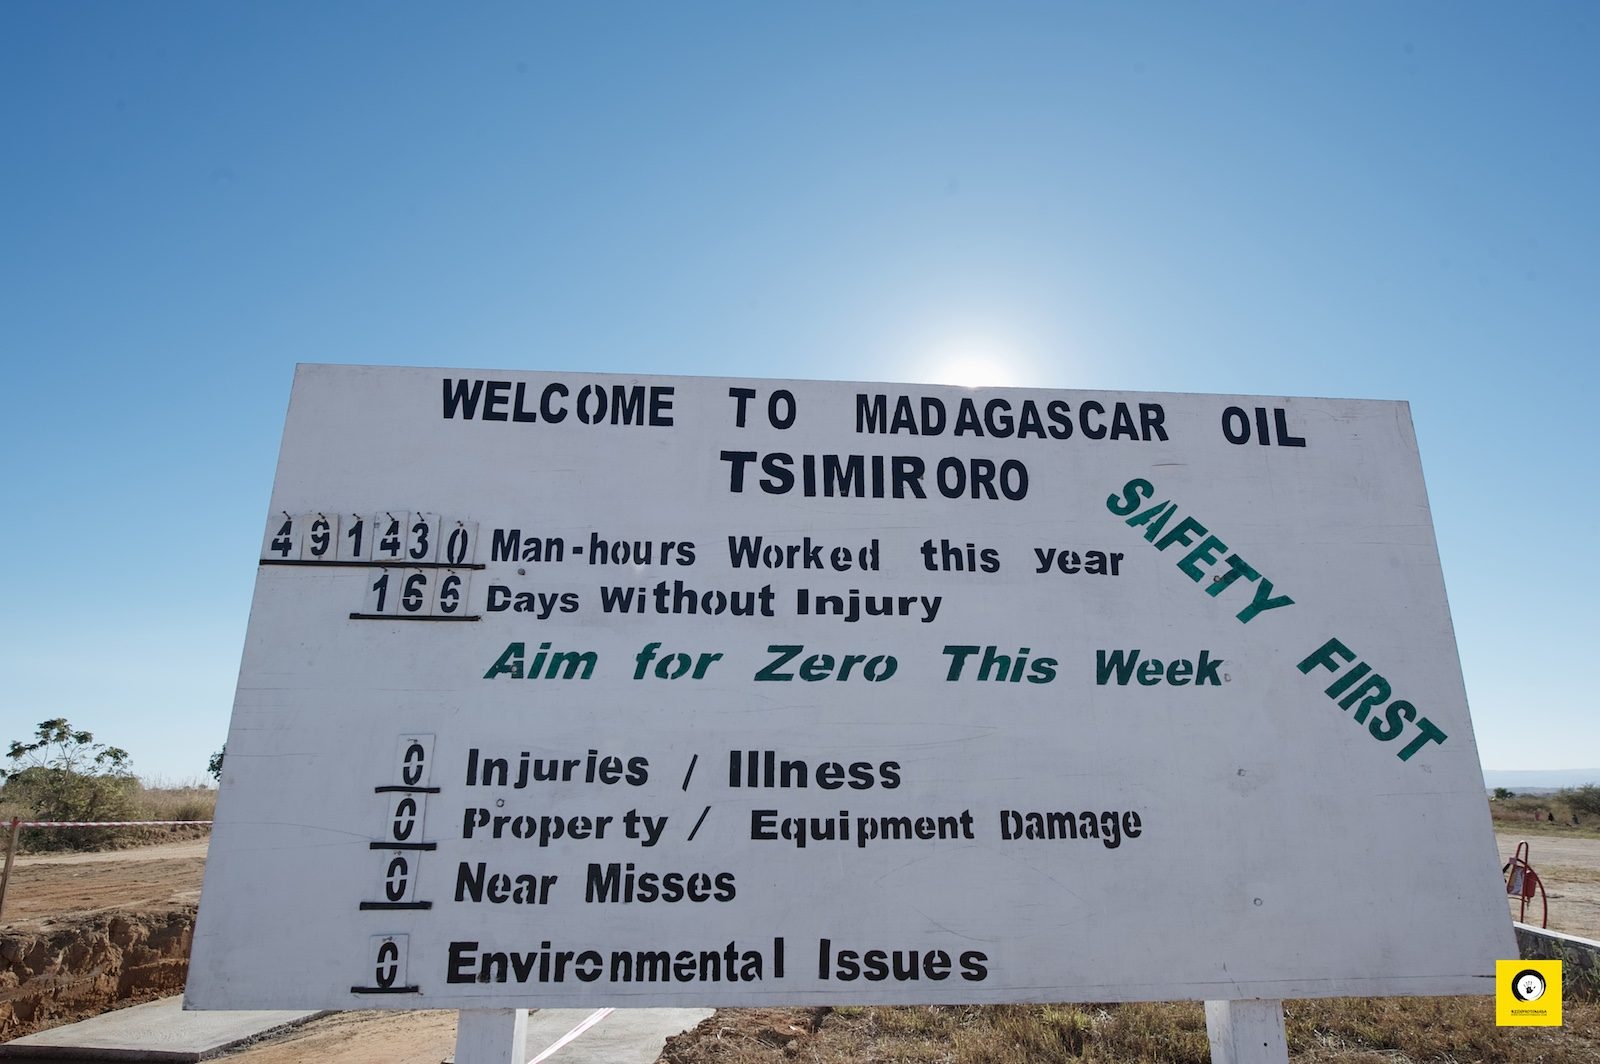 WELCOME TO MADAGASCAR OIL
TSIMIRORO
SAFETY FIRST
491430 Man-hours Worked this year
166 Days Without Injury
Aim for Zero This Week
0 Injuries / Illness
0 Property / Equipment Damage
0 Near Misses
0 Environmental Issues